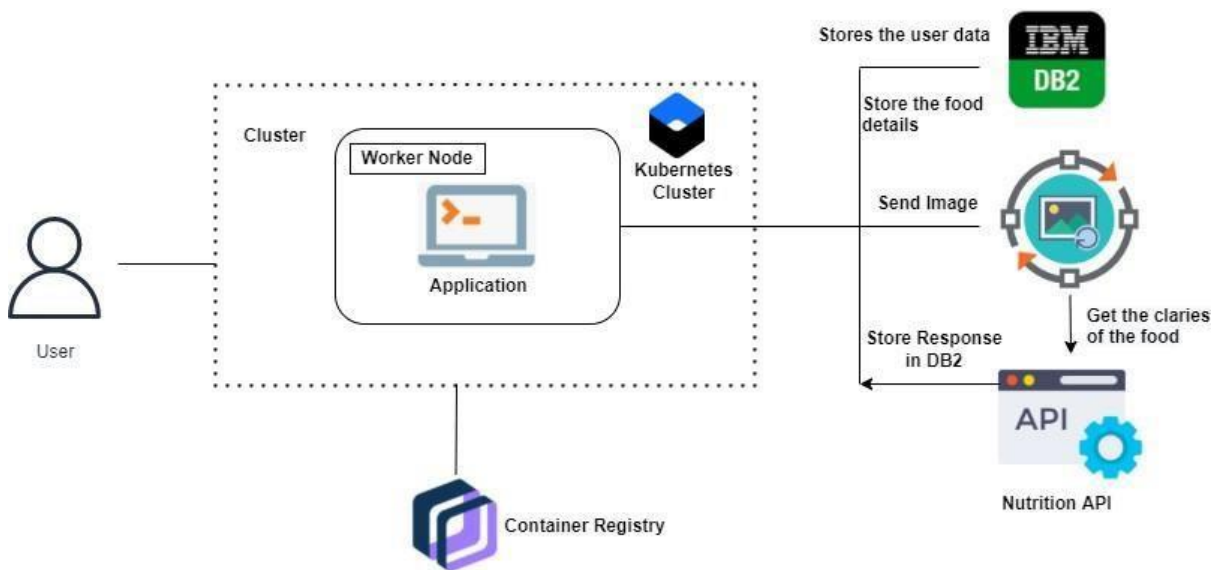 Stores the user data
IBM
DB2
Store the food
details
Cluster
Worker Node
Kubernetes
Cluster
Send Image
Application
User
Get the claries
of the food
Store Response
in DB2
API
Nutrition API
Container Registry